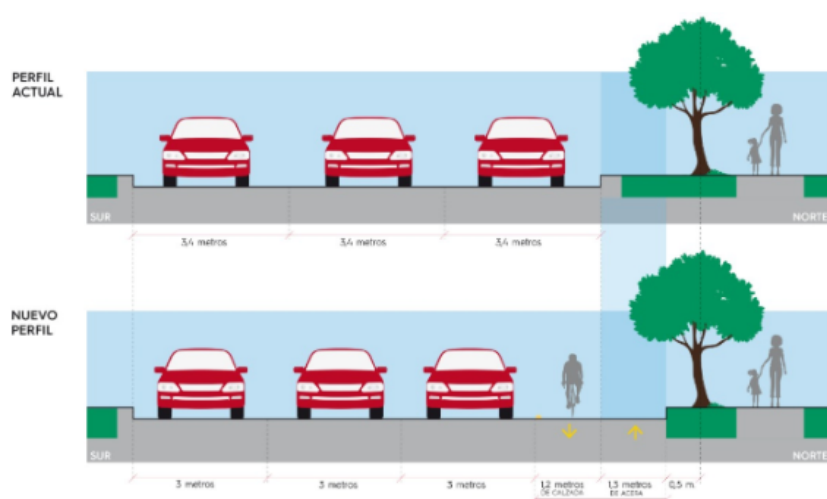 PERFIL
ACTUAL
SUR
NORTE
3,4 metros
3,4 metros
3,4 metros
NUEVO
PERFIL
SUR
NORTE
3 metros
3 metros
3 metros
1,2 metros
DE CALZADA
1,3 metros
DE ACERA
0,5 m.